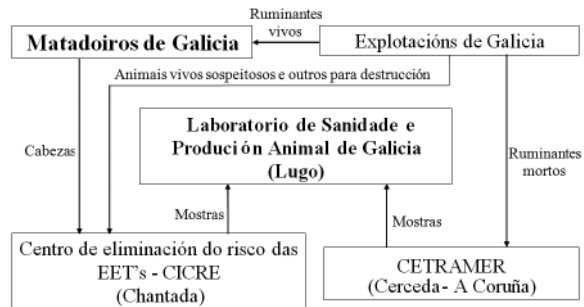 Ruminantes
vivos
Matadoiros de Galicia
Explotacións de Galicia
Animais vivos sospeitosos e outros para destrucción
Laboratorio de Sanidade e
Produción Animal de Galicia
(Lugo)
Cabezas
Ruminantes
mortos
Mostras
Mostras
Centro de eliminación do risco das
EET's - CICRE
(Chantada)
CETRAMER
(Cerceda - A Coruña)